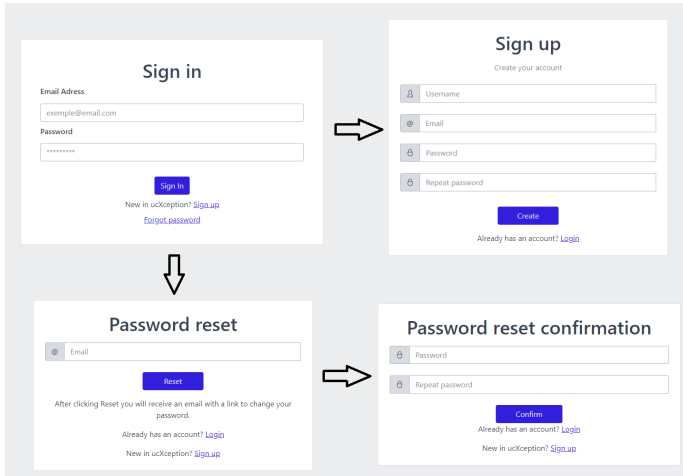 Sign in
Email Adress
exemple@email.com
Password
*********
Sign In
New in ucXception? Sign up
Forgot password
Sign up
Create your account
Username
@ Email
Password
Repeat password
Create
Already has an account? Login
Password reset
@ Email
Reset
After clicking Reset you will receive an email with a link to change your
password.
Already has an account? Login
New in ucXception? Sign up
Password reset confirmation
Password
Repeat password
Confirm
Already has an account? Login
New in ucXception? Sign up